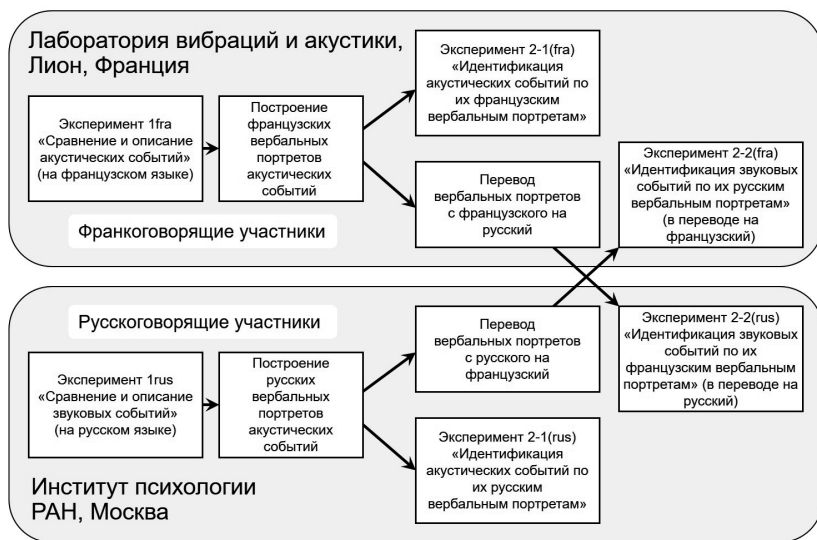 Лаборатория вибраций и акустики,
Лион, Франция
Эксперимент 1fra
«Сравнение и описание
акустических событий»
(на французском языке)
Построение
французских
вербальных
портретов
акустических
событий
Эксперимент 2-1(fra)
«Идентификация
акустических событий по
их французским
вербальным портретам»
Перевод
вербальных портретов
с французского на
русский
Эксперимент 2-2(fra)
«Идентификация звуковых
событий по их русским
вербальным портретам»
(в переводе на
французский)
Франкоговорящие участники
Русскоговорящие участники
Эксперимент 1rus
«Сравнение и описание
звуковых событий»
(на русском языке)
Построение
русских
вербальных
портретов
акустических
событий
Перевод
вербальных портретов
с русского на
французский
Эксперимент 2-2(rus)
«Идентификация звуковых
событий по их
французским вербальным
портретам» (в переводе на
русский)
Эксперимент 2-1(rus)
«Идентификация
акустических событий по
их русским
вербальным портретам»
Институт психологии
РАН, Москва